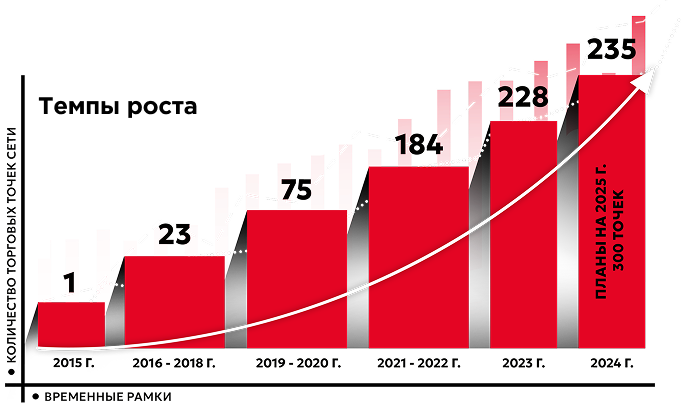 Темпы роста
1
23
75
184
228
235
ПЛАНЫ НА 2025 Г.
300 ТОЧЕК
КОЛИЧЕСТВО ТОРГОВЫХ ТОЧЕК СЕТИ
2015 Г.
2016 - 2018 Г.
2019 - 2020 Г.
2021 - 2022 Г.
2023 Г.
2024 Г.
ВРЕМЕННЫЕ РАМКИ